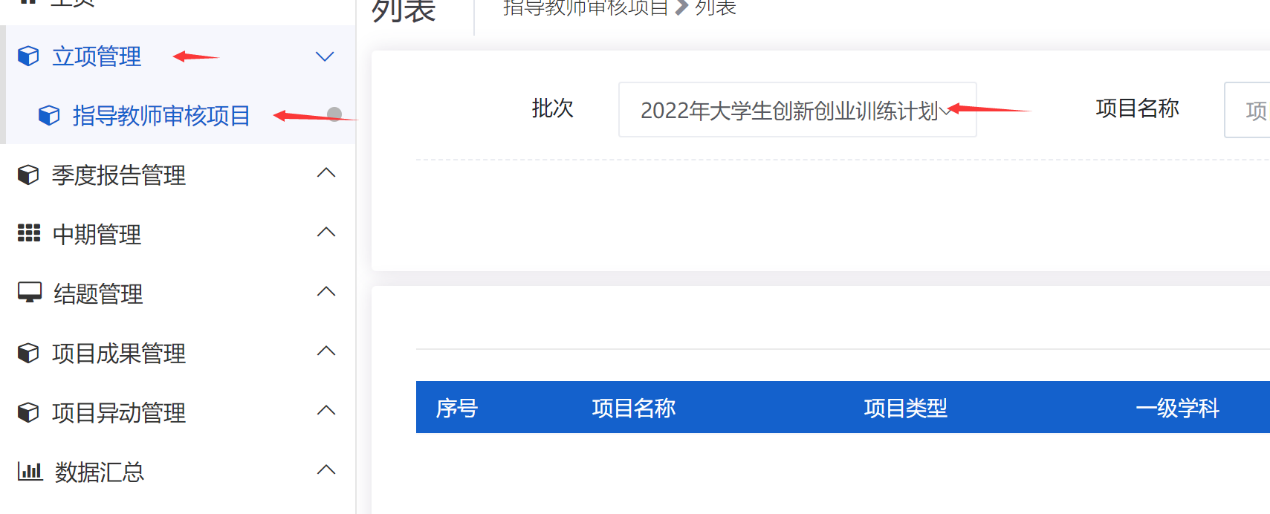 主页
列表
指导教师审核项目 > 列表
立项管理
指导教师审核项目
季度报告管理
中期管理
结题管理
项目成果管理
项目异动管理
数据汇总
批次 2022年大学生创新创业训练计划 项目名称 项
序号 项目名称 项目类型 一级学科